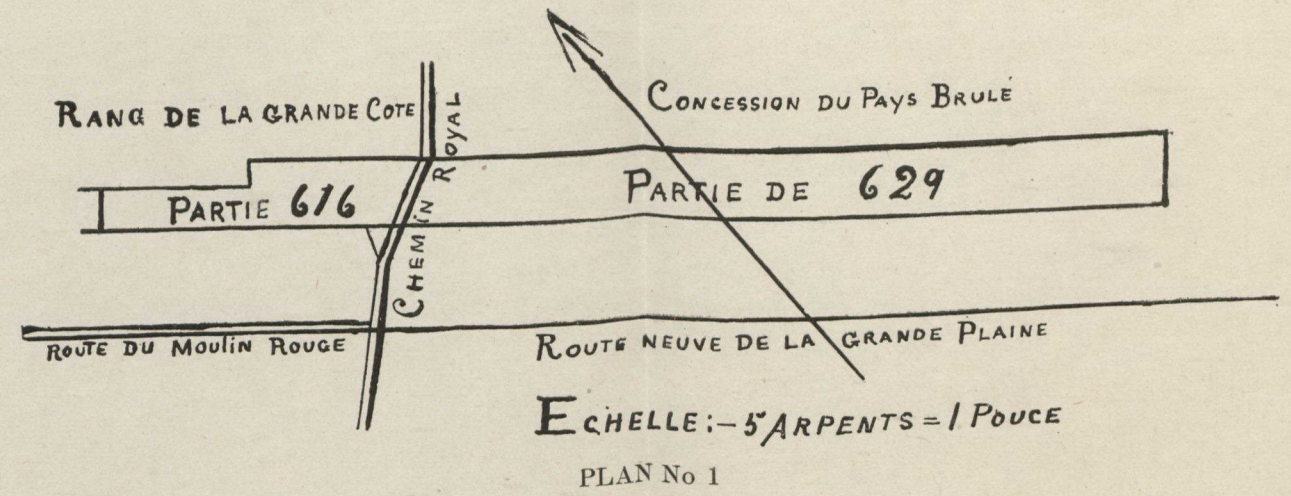 RANG DE LA GRANDE COTE
CHEMIN ROYAL
CONCESSION DU PAYS BRULÉ
PARTIE 616
PARTIE DE 629
ROUTE DU MOULIN ROUGE
ROUTE NEUVE DE LA GRANDE PLAINE
ECHELLE:- 5 ARPENTS = 1 POUCE
PLAN No 1